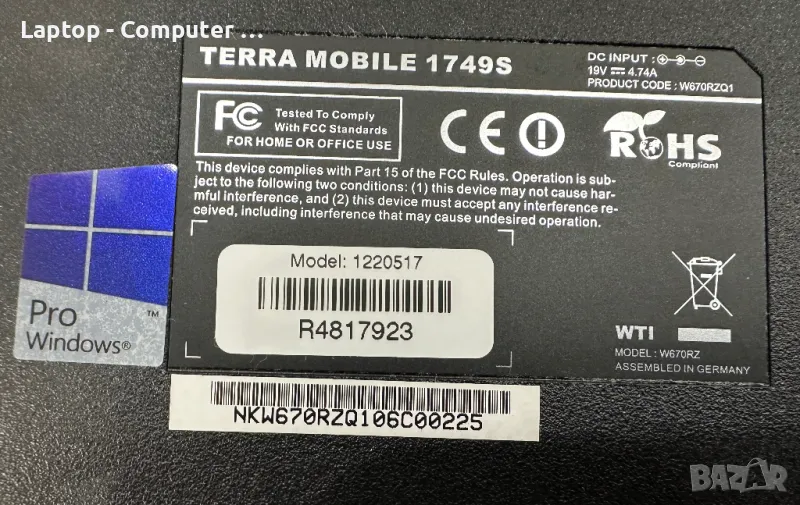 Laptop - Computer ...
TERRA MOBILE 1749S
DC INPUT :
19V 4.74A
PRODUCT CODE : W670RZQ1
FC
Tested To Comply
With FCC Standards
FOR HOME OR OFFICE USE
CE
RoHS
Compliant
This device complies with Part 15 of the FCC Rules. Operation is sub-
ject to the following two conditions: (1) this device may not cause har-
mful interference, and (2) this device must accept any interference re-
ceived, including interference that may cause undesired operation.
Model: 1220517
R4817923
Pro
Windows®
™
WTI
MODEL : W670RZ
ASSEMBLED IN GERMANY
NKW670RZQ106C00225
BAZAR